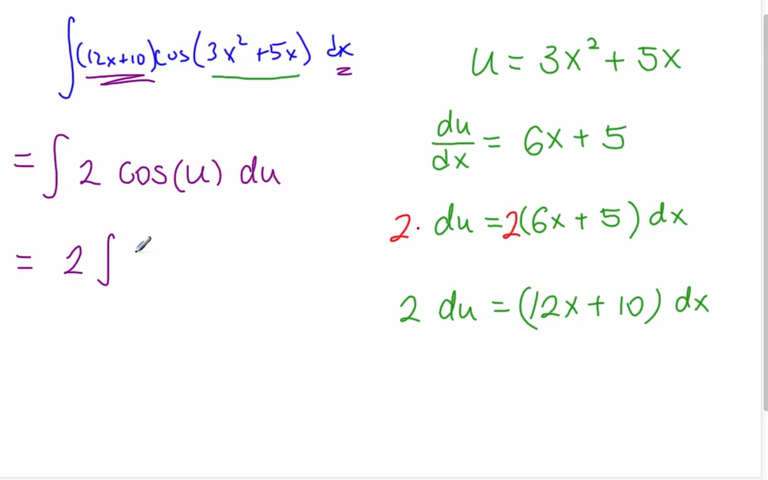 ∫(12x+10)cos(3x²+5x) dx
= ∫ 2 cos(u) du
= 2 ∫
u = 3x² + 5x
du/dx = 6x + 5
2· du = 2(6x + 5) dx
2 du = (12x + 10) dx